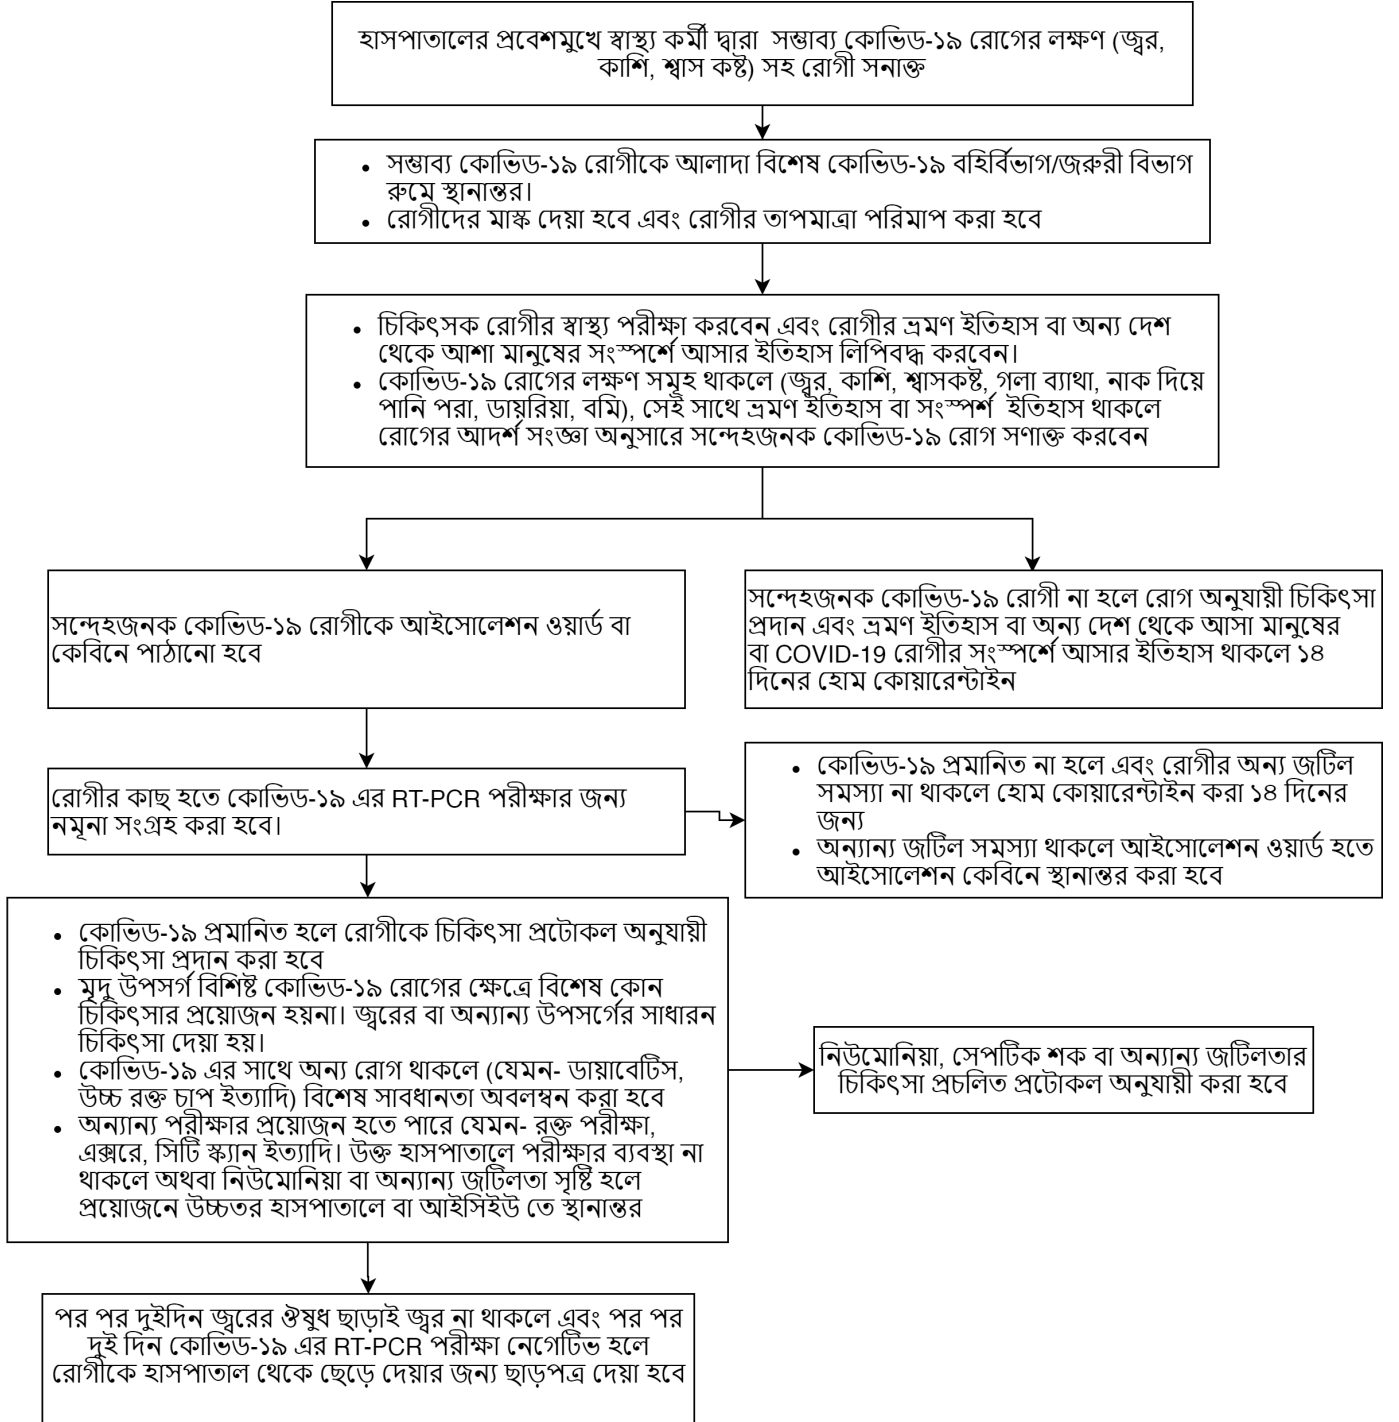 হাসপাতালের প্রবেশমুখে স্বাস্থ্য কর্মী দ্বারা সম্ভাব্য কোভিড-১৯ রোগের লক্ষণ (জ্বর,
কাশি, শ্বাস কষ্ট) সহ রোগী সনাক্ত
• সম্ভাব্য কোভিড-১৯ রোগীকে আলাদা বিশেষ কোভিড-১৯ বহির্বিভাগ/জরুরী বিভাগ
রুমে স্থানান্তর।
• রোগীদের মাস্ক দেয়া হবে এবং রোগীর তাপমাত্রা পরিমাপ করা হবে
• চিকিৎসক রোগীর স্বাস্থ্য পরীক্ষা করবেন এবং রোগীর ভ্রমণ ইতিহাস বা অন্য দেশ
থেকে আশা মানুষের সংস্পর্শে আসার ইতিহাস লিপিবদ্ধ করবেন।
• কোভিড-১৯ রোগের লক্ষণ সমূহ থাকলে (জ্বর, কাশি, শ্বাসকষ্ট, গলা ব্যাথা, নাক দিয়ে
পানি পরা, ডায়রিয়া, বমি), সেই সাথে ভ্রমণ ইতিহাস বা সংস্পর্শ ইতিহাস থাকলে
রোগের আদর্শ সংজ্ঞা অনুসারে সন্দেহজনক কোভিড-১৯ রোগ সণাক্ত করবেন
সন্দেহজনক কোভিড-১৯ রোগীকে আইসোলেশন ওয়ার্ড বা
কেবিনে পাঠানো হবে
সন্দেহজনক কোভিড-১৯ রোগী না হলে রোগ অনুযায়ী চিকিৎসা
প্রদান এবং ভ্রমণ ইতিহাস বা অন্য দেশ থেকে আসা মানুষের
বা COVID-19 রোগীর সংস্পর্শে আসার ইতিহাস থাকলে ১৪
দিনের হোম কোয়ারেন্টাইন
রোগীর কাছ হতে কোভিড-১৯ এর RT-PCR পরীক্ষার জন্য
নমূনা সংগ্রহ করা হবে।
• কোভিড-১৯ প্রমানিত না হলে এবং রোগীর অন্য জটিল
সমস্যা না থাকলে হোম কোয়ারেন্টাইন করা ১৪ দিনের
জন্য
• অন্যান্য জটিল সমস্যা থাকলে আইসোলেশন ওয়ার্ড হতে
আইসোলেশন কেবিনে স্থানান্তর করা হবে
• কোভিড-১৯ প্রমানিত হলে রোগীকে চিকিৎসা প্রটোকল অনুযায়ী
চিকিৎসা প্রদান করা হবে
• মৃদু উপসর্গ বিশিষ্ট কোভিড-১৯ রোগের ক্ষেত্রে বিশেষ কোন
চিকিৎসার প্রয়োজন হয়না। জ্বরের বা অন্যান্য উপসর্গের সাধারন
চিকিৎসা দেয়া হয়।
• কোভিড-১৯ এর সাথে অন্য রোগ থাকলে (যেমন- ডায়াবেটিস,
উচ্চ রক্ত চাপ ইত্যাদি) বিশেষ সাবধানতা অবলম্বন করা হবে
• অন্যান্য পরীক্ষার প্রয়োজন হতে পারে যেমন- রক্ত পরীক্ষা,
এক্সরে, সিটি স্ক্যান ইত্যাদি। উক্ত হাসপাতালে পরীক্ষার ব্যবস্থা না
থাকলে অথবা নিউমোনিয়া বা অন্যান্য জটিলতা সৃষ্টি হলে
প্রয়োজনে উচ্চতর হাসপাতালে বা আইসিইউ তে স্থানান্তর
নিউমোনিয়া, সেপটিক শক বা অন্যান্য জটিলতার
চিকিৎসা প্রচলিত প্রটোকল অনুযায়ী করা হবে
পর পর দুইদিন জ্বরের ঔষুধ ছাড়াই জ্বর না থাকলে এবং পর পর
দুই দিন কোভিড-১৯ এর RT-PCR পরীক্ষা নেগেটিভ হলে
রোগীকে হাসপাতাল থেকে ছেড়ে দেয়ার জন্য ছাড়পত্র দেয়া হবে